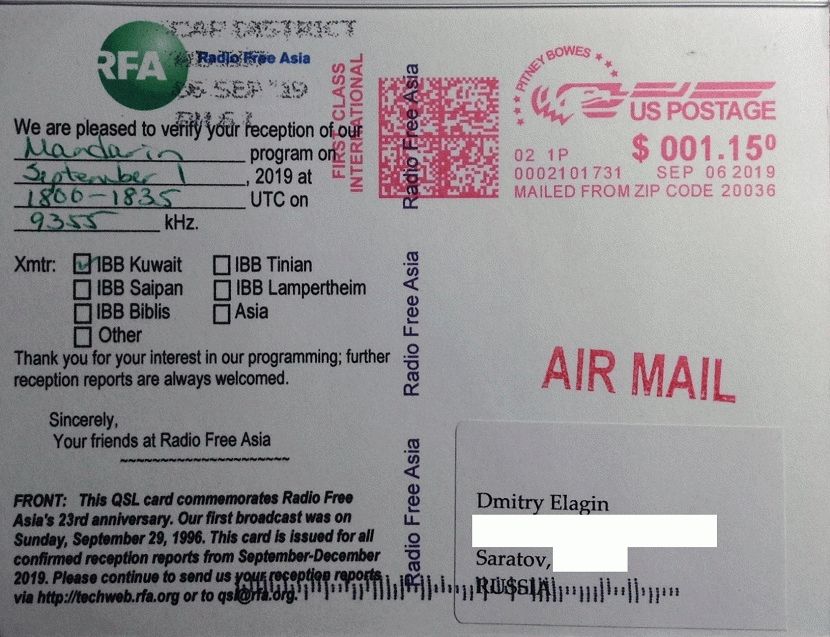 CAP DISTRICT
RFA Radio Free Asia
06 SEP '19
We are pleased to verify your reception of our
Mandarin program on
September 1, 2019 at
1800-1835 UTC on
9355 kHz.
Xmtr: IBB Kuwait IBB Tinian
IBB Saipan IBB Lampertheim
IBB Biblis Asia
Other
Thank you for your interest in our programming; further
reception reports are always welcomed.
Sincerely,
Your friends at Radio Free Asia
FRONT: This QSL card commemorates Radio Free
Asia's 23rd anniversary. Our first broadcast was on
Sunday, September 29, 1996. This card is issued for all
confirmed reception reports from September-December
2019. Please continue to send us your reception reports
via http://techweb.rfa.org or to qsl@rfa.org.
Radio Free Asia
Radio Free Asia
Radio Free Asia
FIRST-CLASS
INTERNATIONAL
PITNEY BOWES
US POSTAGE
$ 001.15⁰
02 1P
0002101731 SEP 06 2019
MAILED FROM ZIP CODE 20036
AIR MAIL
Dmitry Elagin
Saratov,
RUSSIA